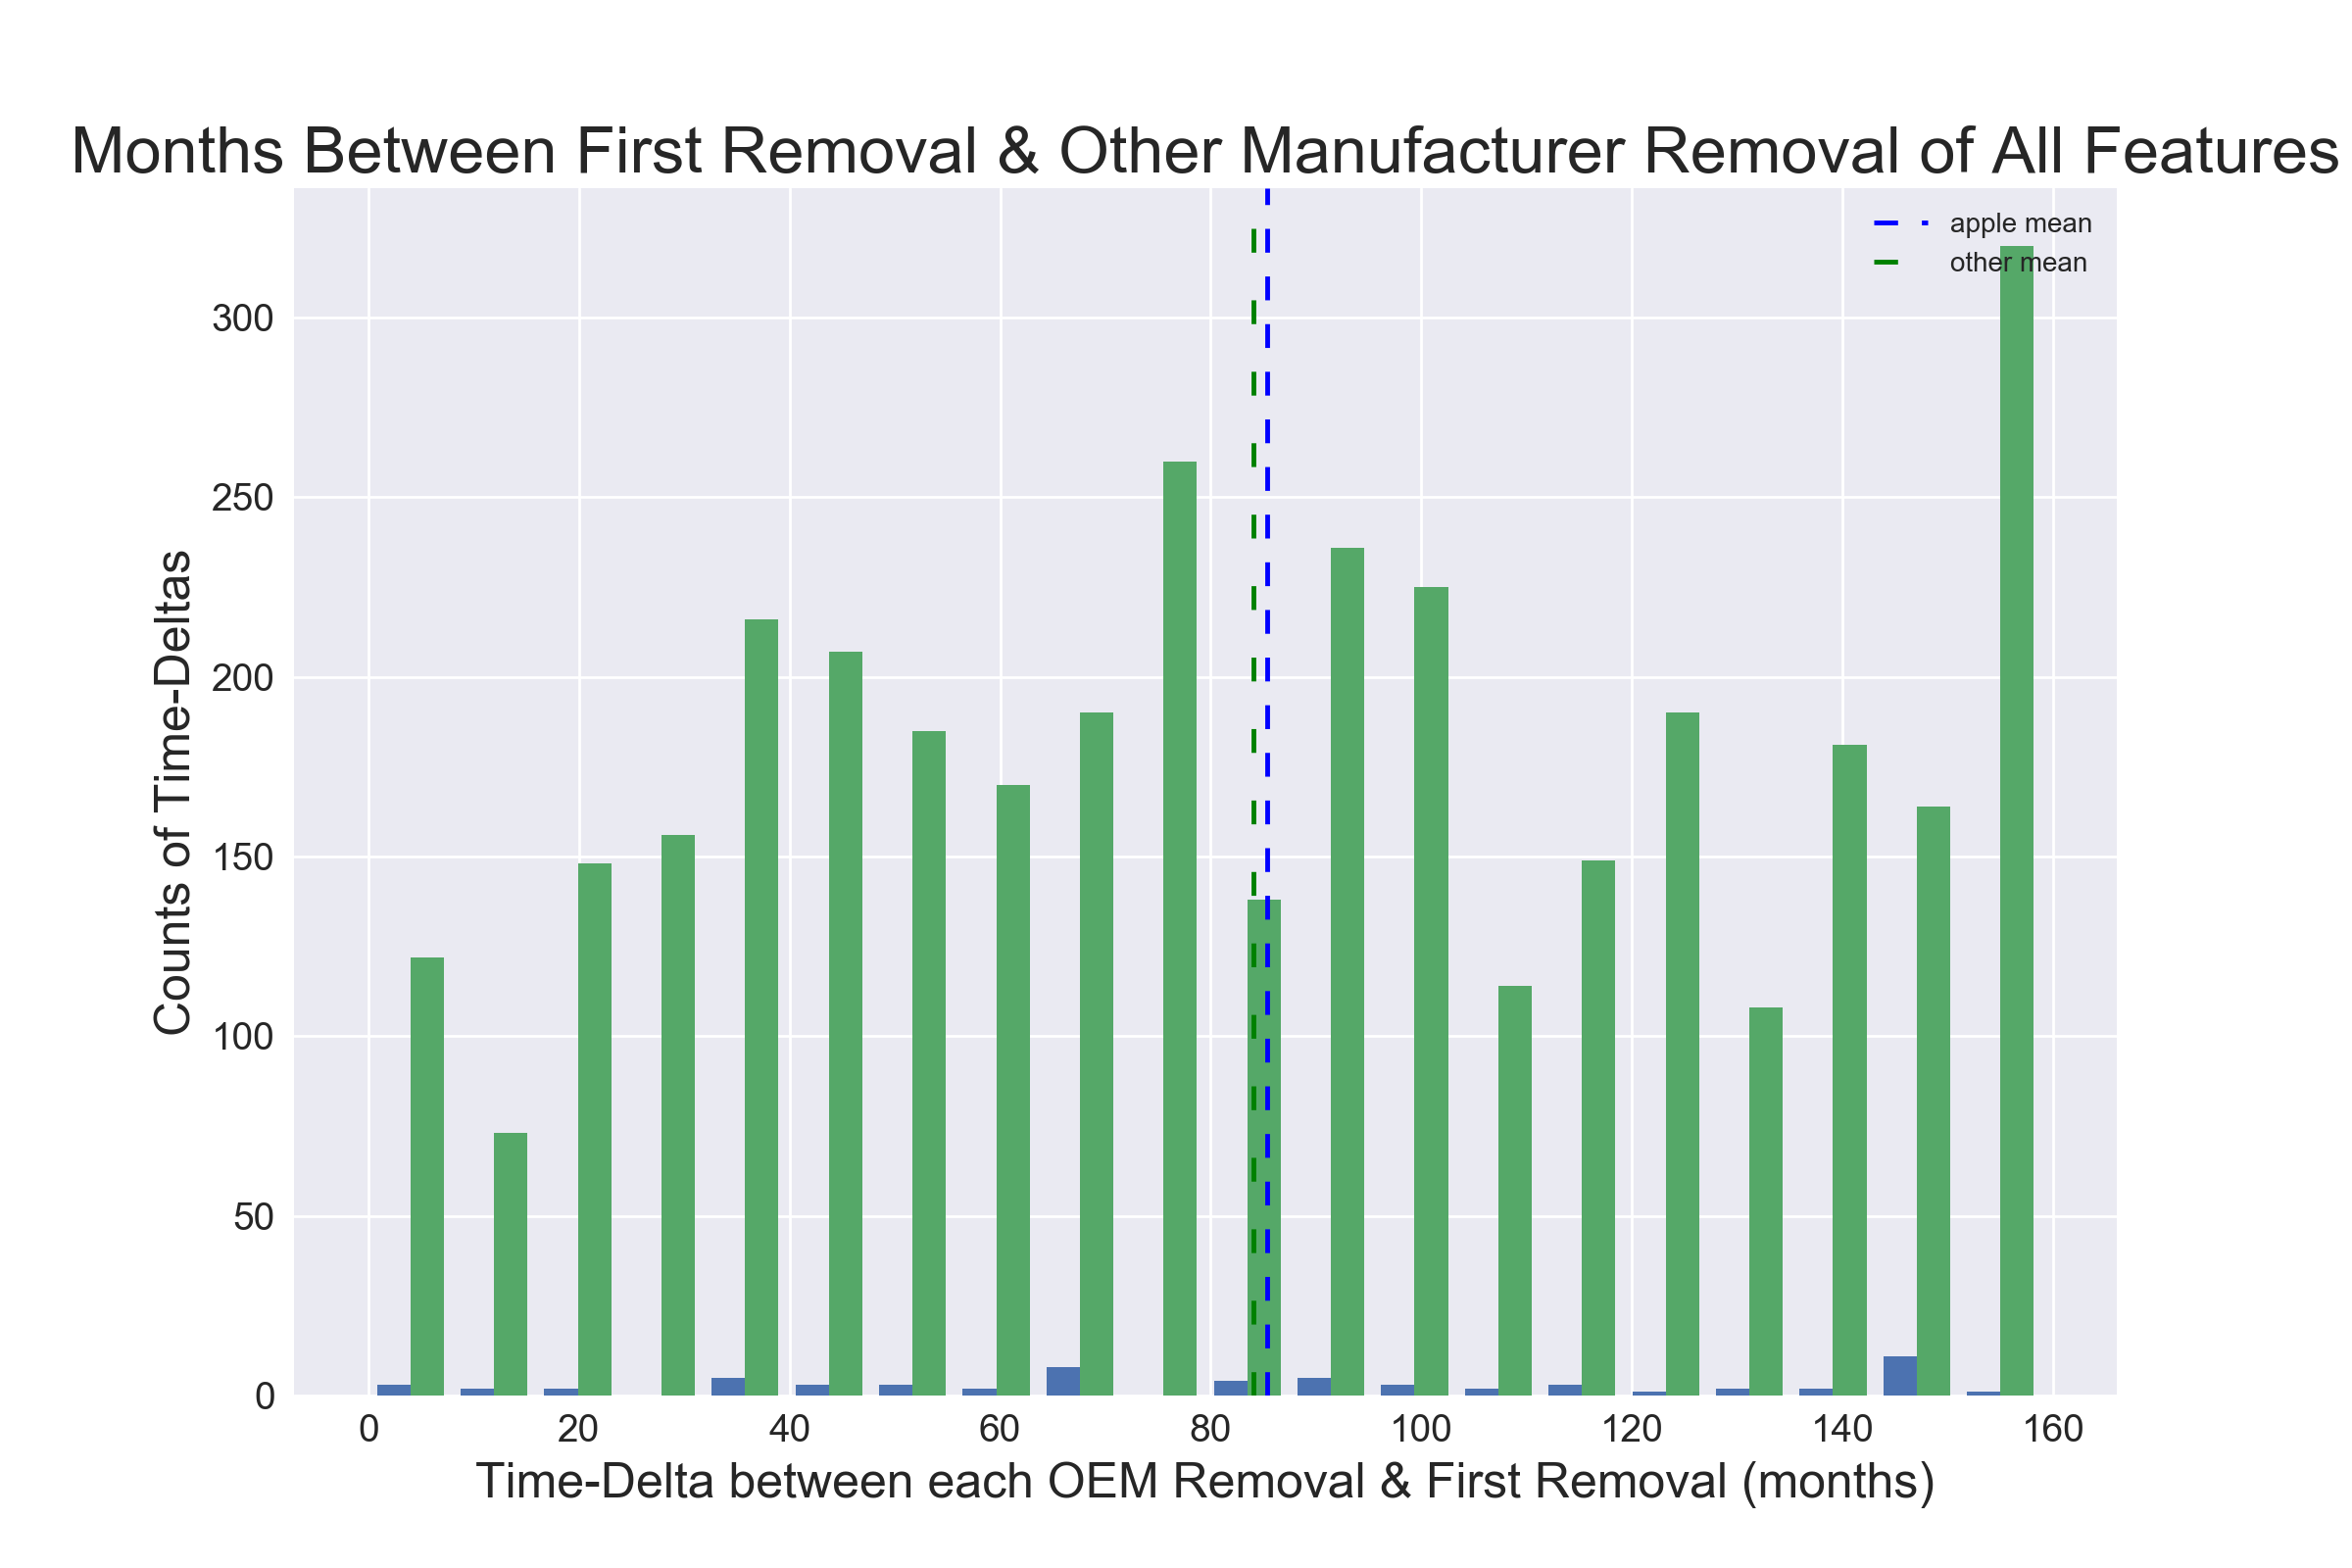 Months Between First Removal & Other Manufacturer Removal of All Features
apple mean
other mean
Counts of Time-Deltas
300
250
200
150
100
50
0
0 20 40 60 80 100 120 140 160
Time-Delta between each OEM Removal & First Removal (months)